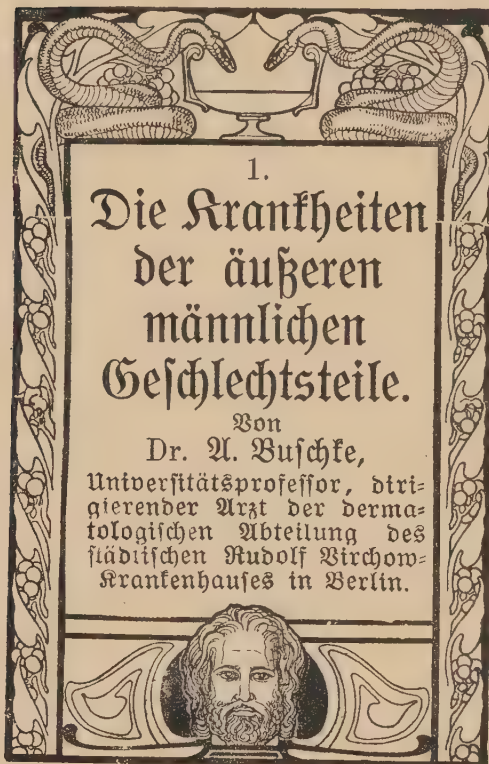 1.
Die Krankheiten
der äußeren
männlichen
Geschlechtsteile.
Von
Dr. A. Buschke,
Universitätsprofessor, diri-
gierender Arzt der derma-
tologischen Abteilung des
städtischen Rudolf Virchow-
Krankenhauses in Berlin.